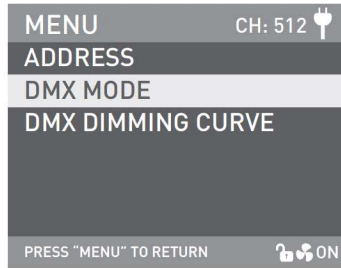 MENU CH: 512
ADDRESS
DMX MODE
DMX DIMMING CURVE
PRESS “MENU” TO RETURN ON